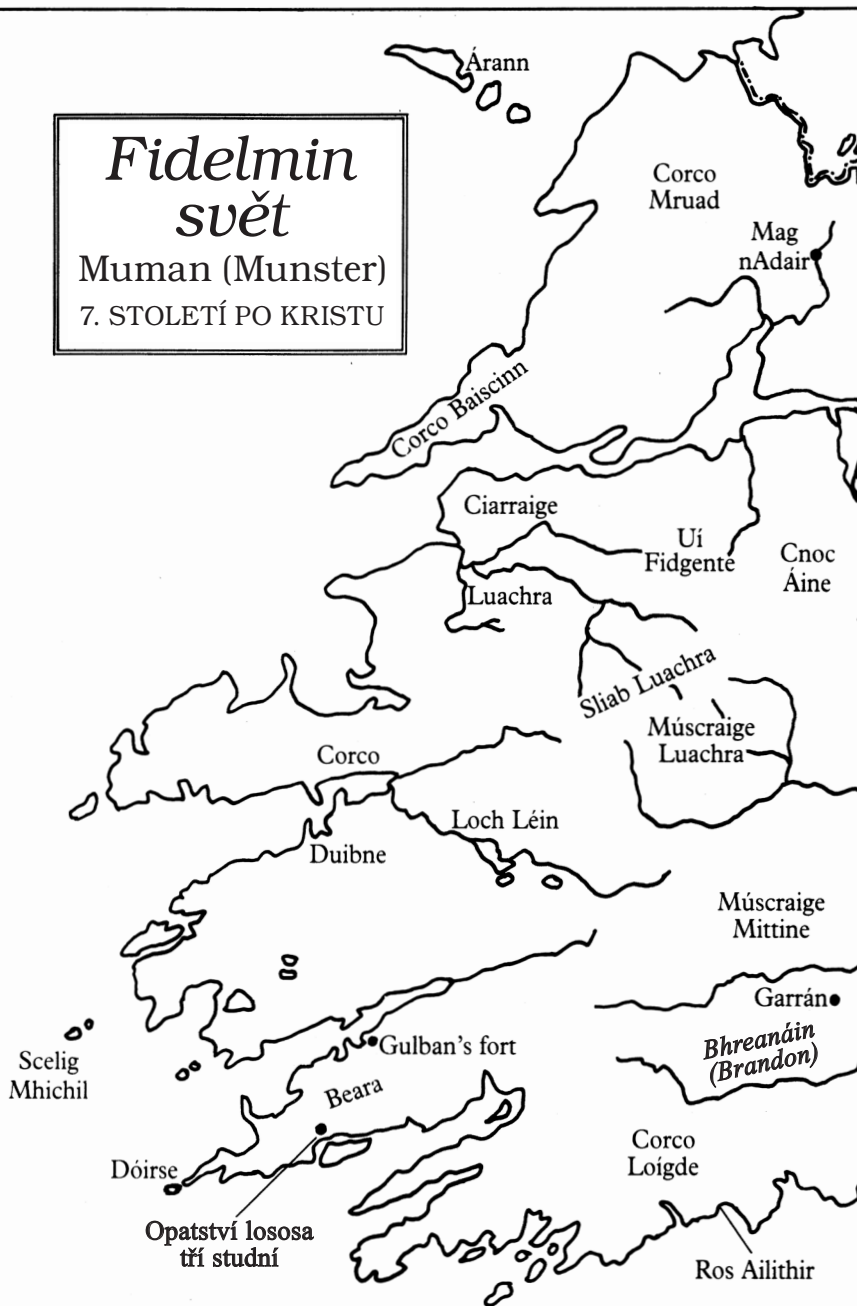 Árann
Fidelmin
svět
Muman (Munster)
7. STOLETÍ PO KRISTU
Corco
Mruad
Mag
nAdair
Corco Baiscinn
Ciarraige
Uí
Fidgente
Cnoc
Áine
Luachra
Sliab Luachra
Múscraige
Luachra
Corco
Loch Léin
Duibne
Múscraige
Mittine
Garrán
Bhreanáin
(Brandon)
Scelig
Mhichil
Gulban's fort
Beara
Corco
Loígde
Dóirse
Opatství lososa
tří studní
Ros Ailithir